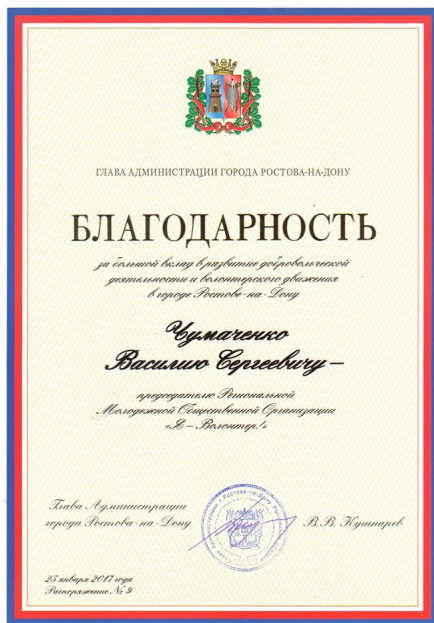 ГЛАВА АДМИНИСТРАЦИИ ГОРОДА РОСТОВА-НА-ДОНУ
БЛАГОДАРНОСТЬ
за большой вклад в развитие добровольческой
деятельности и волонтерского движения
в городе Ростове-на-Дону
Чумаченко
Василию Сергеевичу –
председателю Региональной
Молодежной Общественной Организации
«Я – Волонтер!»
Глава Администрации
города Ростова-на-Дону
В.В. Кушнарев
25 января 2017 года
Распоряжение № 9